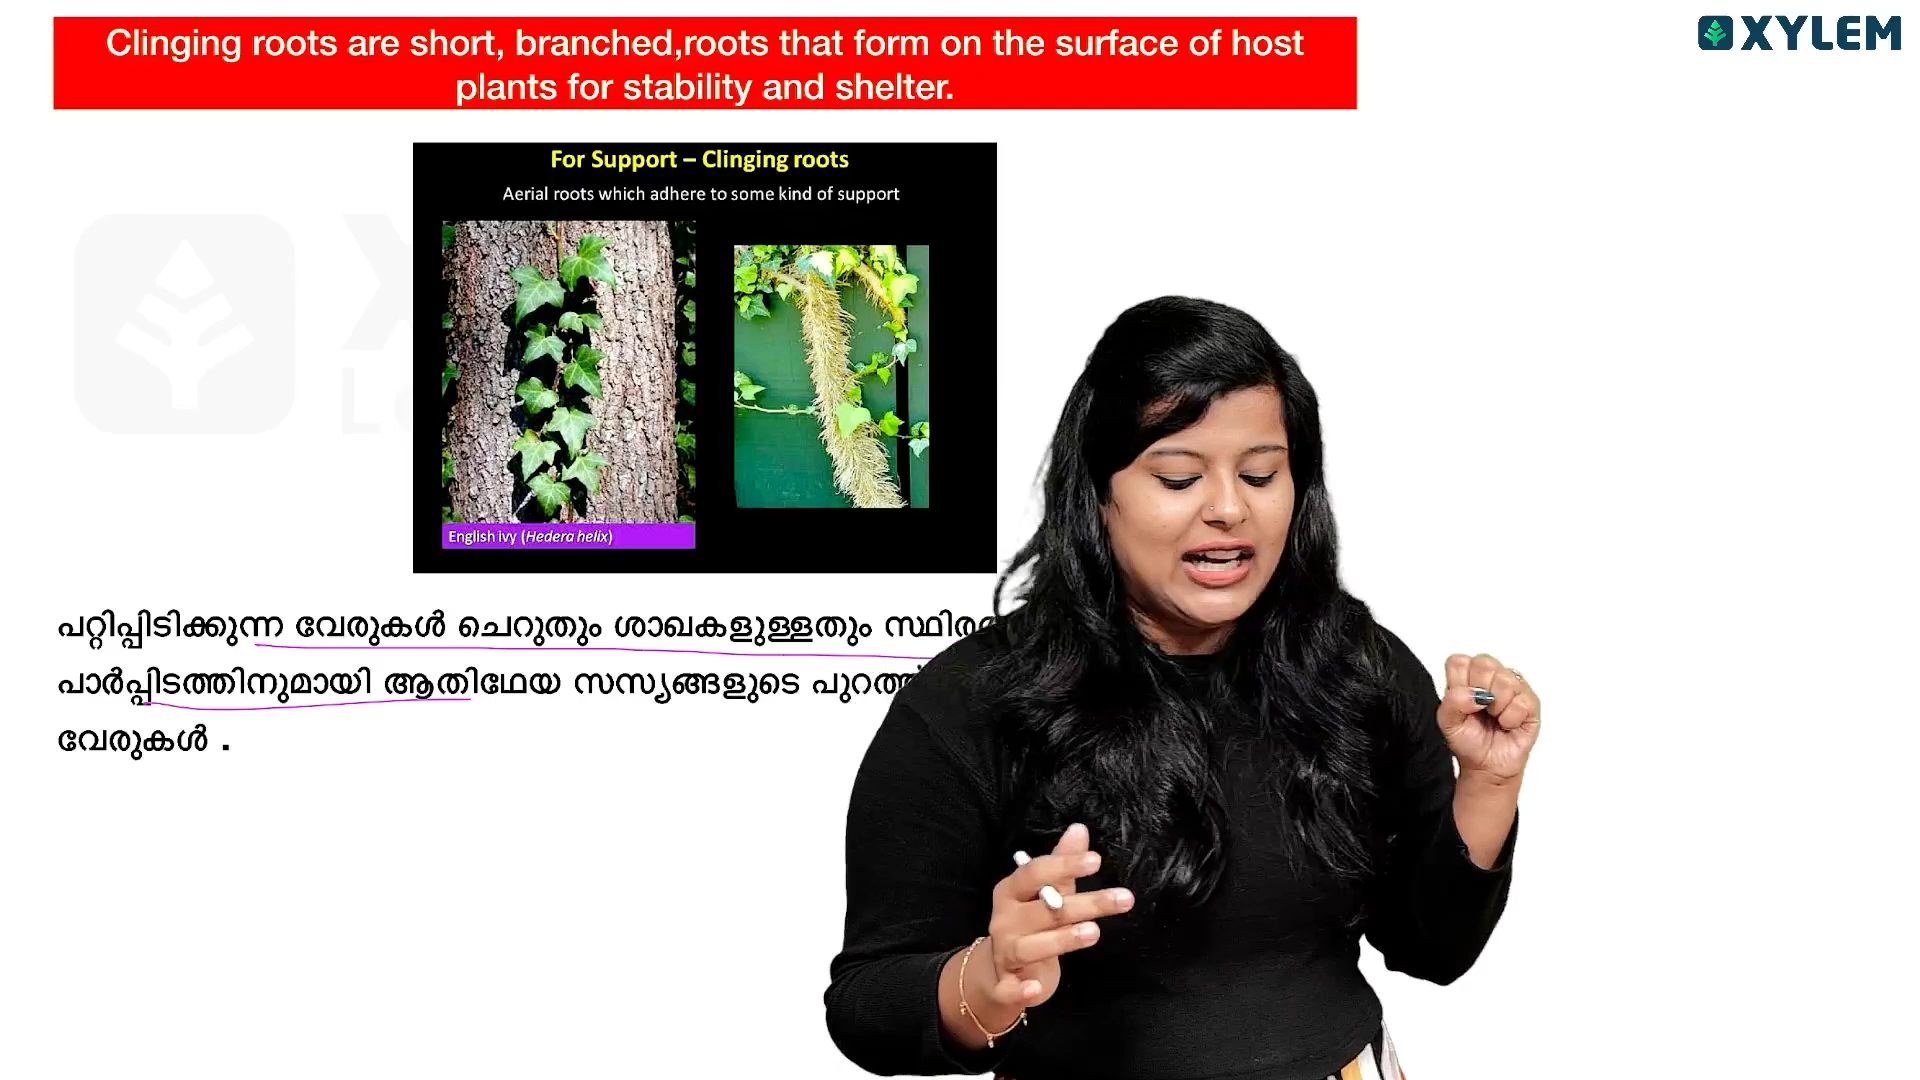 Clinging roots are short, branched,roots that form on the surface of host
plants for stability and shelter.
XYLEM
For Support – Clinging roots
Aerial roots which adhere to some kind of support
English ivy (Hedera helix)
പറ്റിപ്പിടിക്കുന്ന വേരുകൾ ചെറുതും ശാഖകളുള്ളതും
പാർപ്പിടത്തിനുമായി ആതിഥേയ സസ്യങ്ങളുടെ
വേരുകൾ .